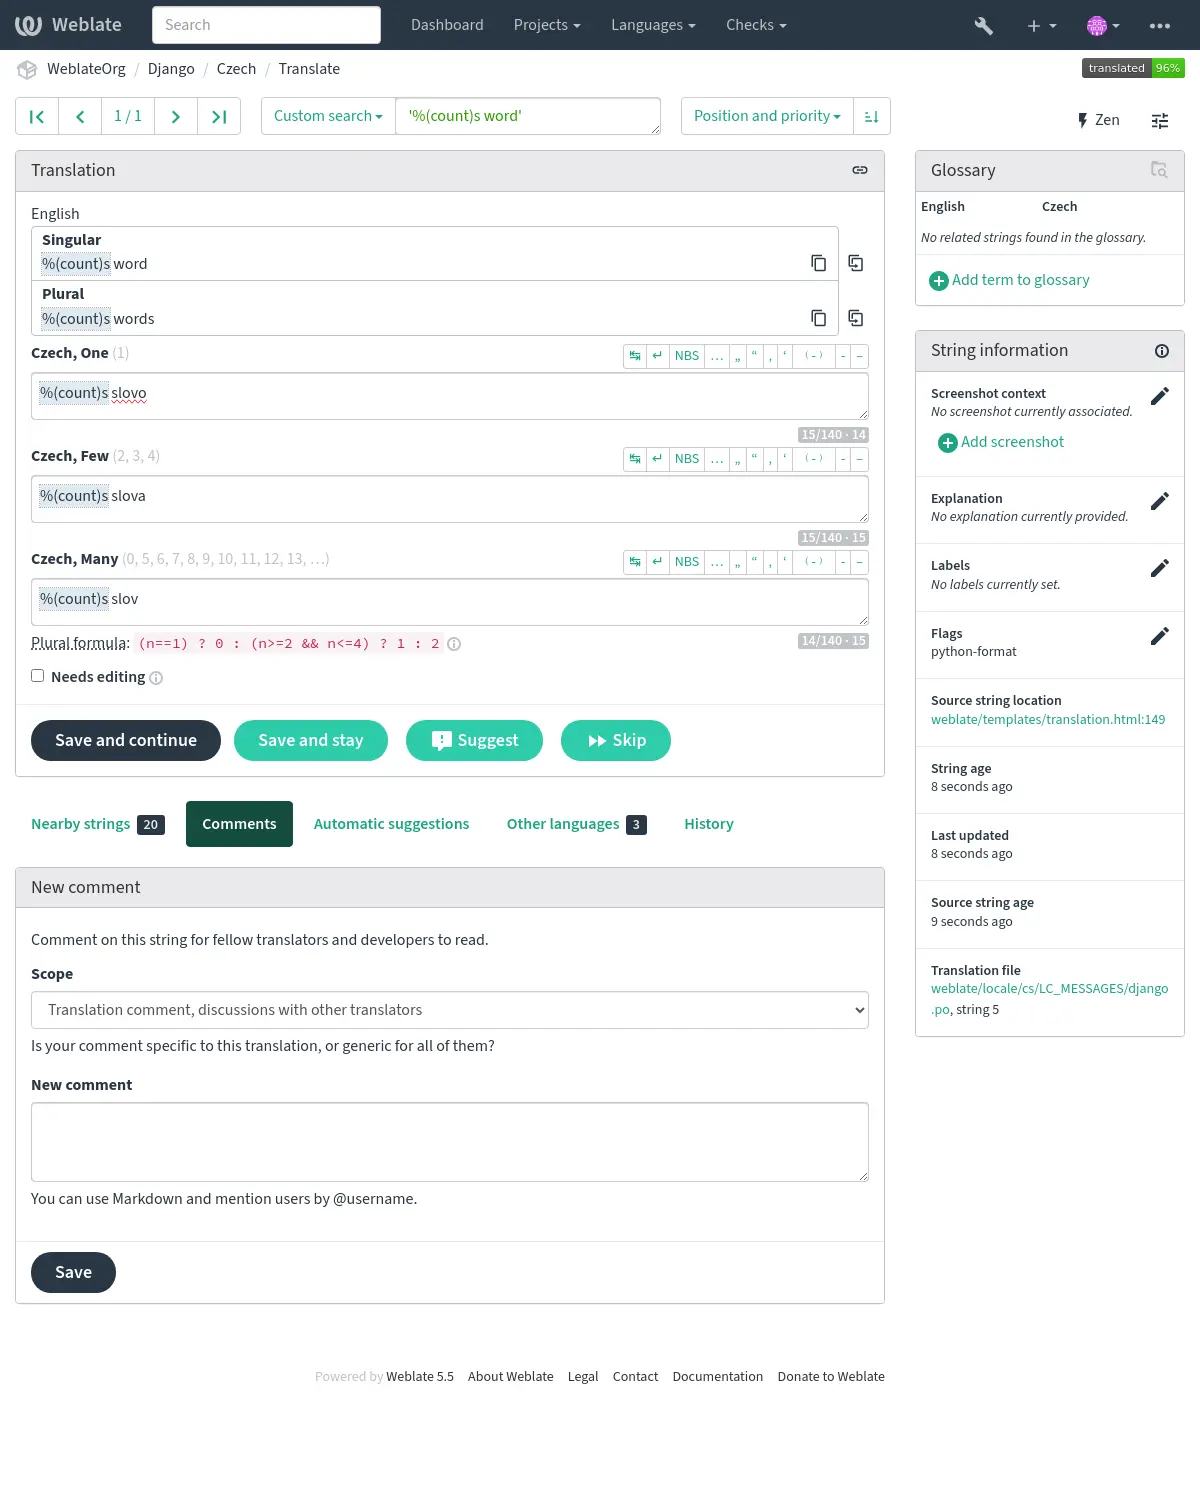 Weblate
Search
Dashboard
Projects
Languages
Checks
WeblateOrg / Django / Czech / Translate
translated 96%
1 / 1
Custom search
'%(count)s word'
Position and priority
Zen
Translation
English
Singular
%(count)s word
Plural
%(count)s words
Czech, One (1)
↹ ↵ NBS … „ “ ‚ ‘ (-) - –
%(count)s slovo
15/140 · 14
Czech, Few (2, 3, 4)
↹ ↵ NBS … „ “ ‚ ‘ (-) - –
%(count)s slova
15/140 · 15
Czech, Many (0, 5, 6, 7, 8, 9, 10, 11, 12, 13, …)
↹ ↵ NBS … „ “ ‚ ‘ (-) - –
%(count)s slov
14/140 · 15
Plural formula: (n==1) ? 0 : (n>=2 && n<=4) ? 1 : 2
Needs editing
Save and continue
Save and stay
Suggest
Skip
Nearby strings 20
Comments
Automatic suggestions
Other languages 3
History
New comment
Comment on this string for fellow translators and developers to read.
Scope
Translation comment, discussions with other translators
Is your comment specific to this translation, or generic for all of them?
New comment
You can use Markdown and mention users by @username.
Save
Glossary
English Czech
No related strings found in the glossary.
Add term to glossary
String information
Screenshot context
No screenshot currently associated.
Add screenshot
Explanation
No explanation currently provided.
Labels
No labels currently set.
Flags
python-format
Source string location
weblate/templates/translation.html:149
String age
8 seconds ago
Last updated
8 seconds ago
Source string age
9 seconds ago
Translation file
weblate/locale/cs/LC_MESSAGES/django
.po, string 5
Powered by Weblate 5.5 About Weblate Legal Contact Documentation Donate to Weblate